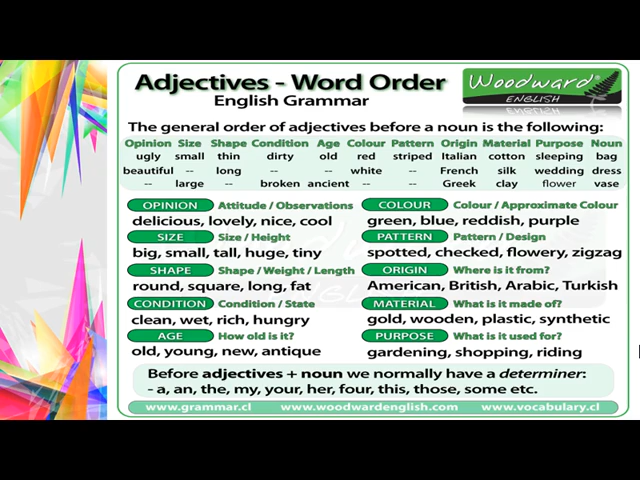 Adjectives - Word Order
English Grammar
Woodward®
ENGLISH
The general order of adjectives before a noun is the following:
Opinion Size Shape Condition Age Colour Pattern Origin Material Purpose Noun
ugly small thin dirty old red striped Italian cotton sleeping bag
beautiful -- long -- -- white -- French silk wedding dress
-- large -- broken ancient -- -- Greek clay flower vase
OPINION Attitude / Observations
delicious, lovely, nice, cool
SIZE Size / Height
big, small, tall, huge, tiny
SHAPE Shape / Weight / Length
round, square, long, fat
CONDITION Condition / State
clean, wet, rich, hungry
AGE How old is it?
old, young, new, antique
COLOUR Colour / Approximate Colour
green, blue, reddish, purple
PATTERN Pattern / Design
spotted, checked, flowery, zigzag
ORIGIN Where is it from?
American, British, Arabic, Turkish
MATERIAL What is it made of?
gold, wooden, plastic, synthetic
PURPOSE What is it used for?
gardening, shopping, riding
Before adjectives + noun we normally have a determiner:
- a, an, the, my, your, her, four, this, those, some etc.
www.grammar.cl www.woodwardenglish.com www.vocabulary.cl